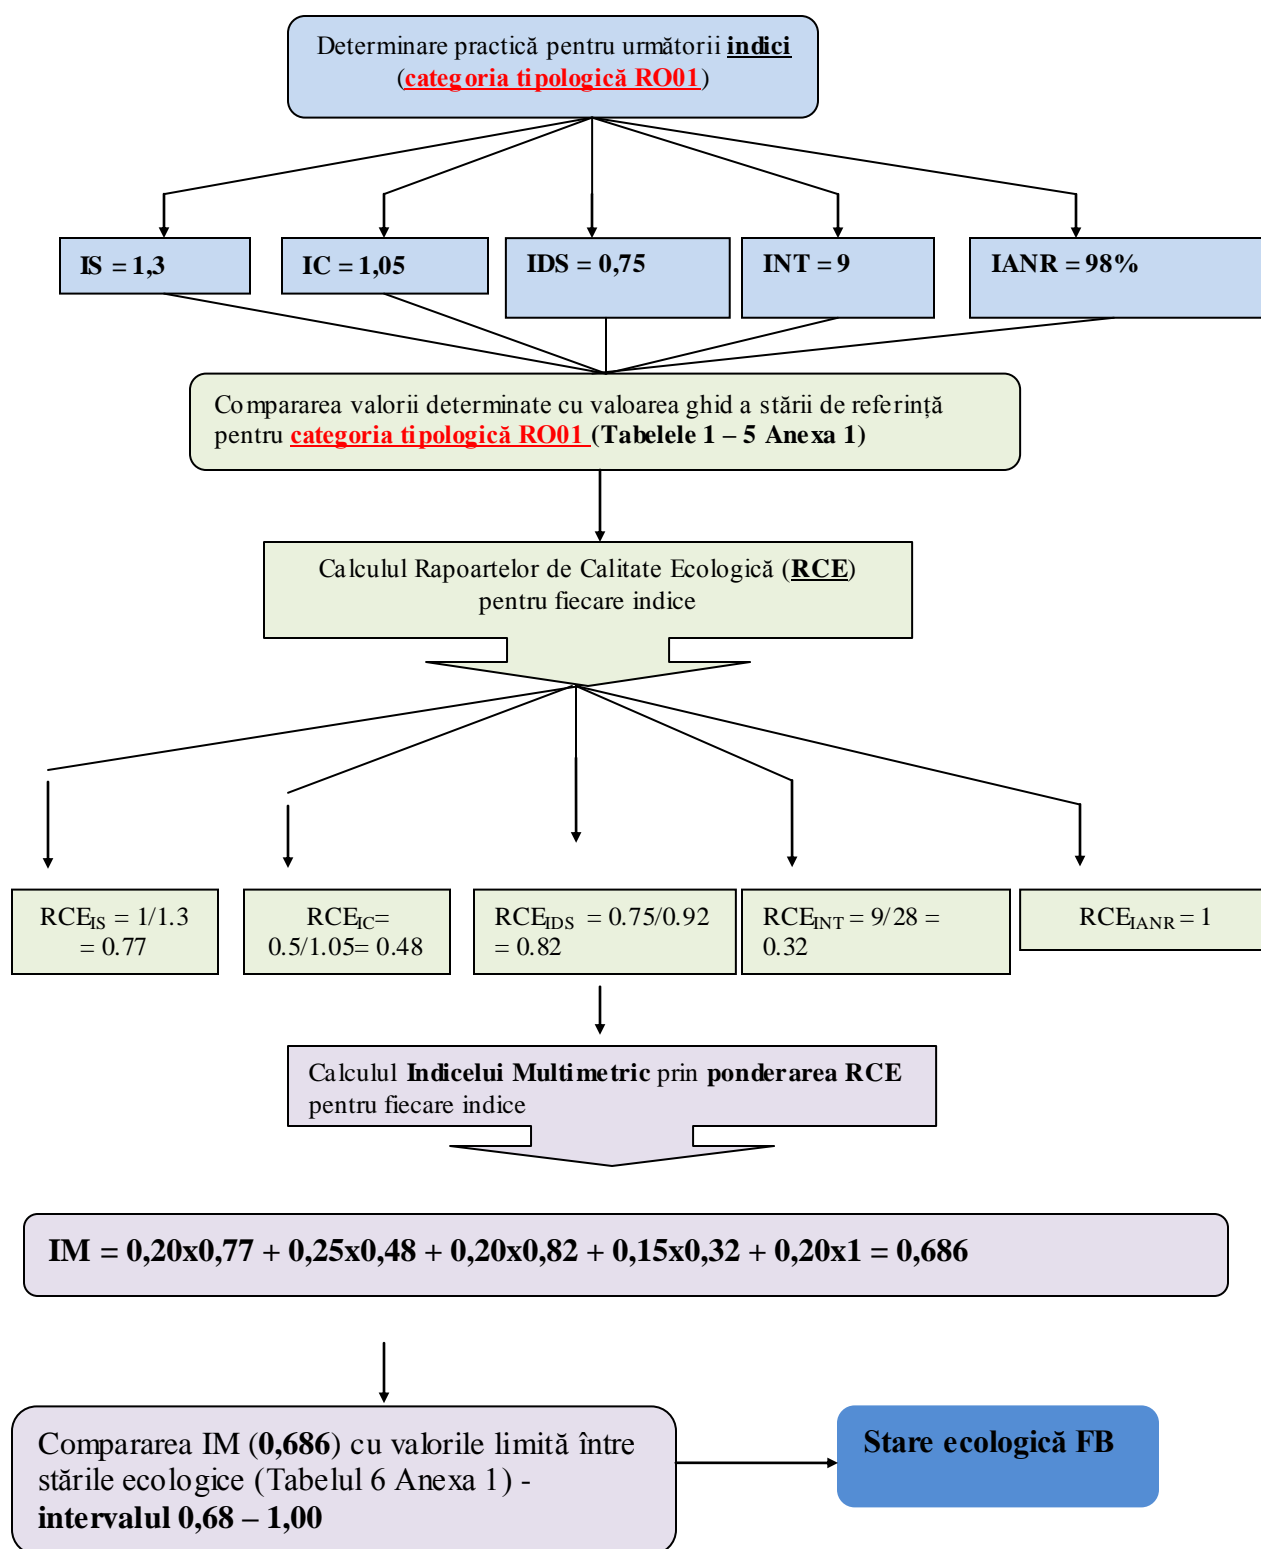 Determinare practică pentru următorii indici
(categoria tipologică RO01)
IS = 1,3
IC = 1,05
IDS = 0,75
INT = 9
IANR = 98%
Compararea valorii determinate cu valoarea ghid a stării de referință
pentru categoria tipologică RO01 (Tabelele 1 – 5 Anexa 1)
Calculul Rapoartelor de Calitate Ecologică (RCE)
pentru fiecare indice
RCEIS = 1/1.3
= 0.77
RCEIC=
0.5/1.05= 0.48
RCEIDS = 0.75/0.92
= 0.82
RCEINT = 9/28 =
0.32
RCEIANR = 1
Calculul Indicelui Multimetric prin ponderarea RCE
pentru fiecare indice
IM = 0,20x0,77 + 0,25x0,48 + 0,20x0,82 + 0,15x0,32 + 0,20x1 = 0,686
Compararea IM (0,686) cu valorile limită între
stările ecologice (Tabelul 6 Anexa 1) -
intervalul 0,68 – 1,00
Stare ecologică FB